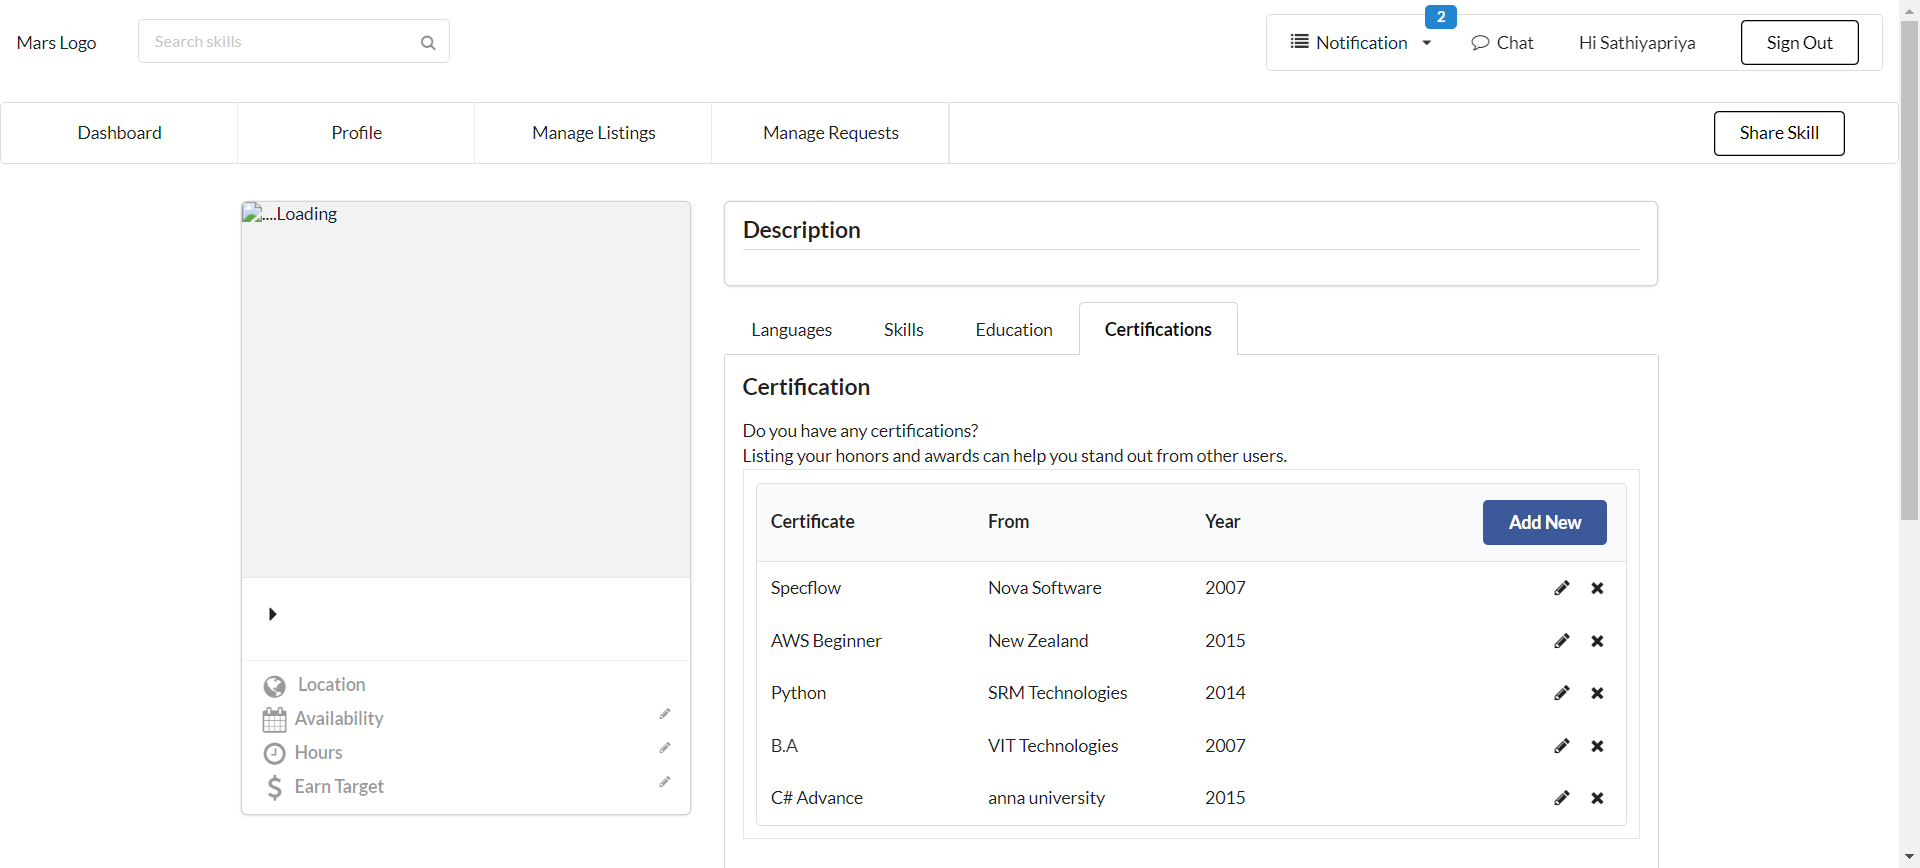 Mars Logo
Search skills
Notification
2
Chat
Hi Sathiyapriya
Sign Out
Dashboard
Profile
Manage Listings
Manage Requests
Share Skill
....Loading
Location
Availability
Hours
Earn Target
Description
Languages
Skills
Education
Certifications
Certification
Do you have any certifications?
Listing your honors and awards can help you stand out from other users.
Certificate From Year Add New
Specflow Nova Software 2007
AWS Beginner New Zealand 2015
Python SRM Technologies 2014
B.A VIT Technologies 2007
C# Advance anna university 2015